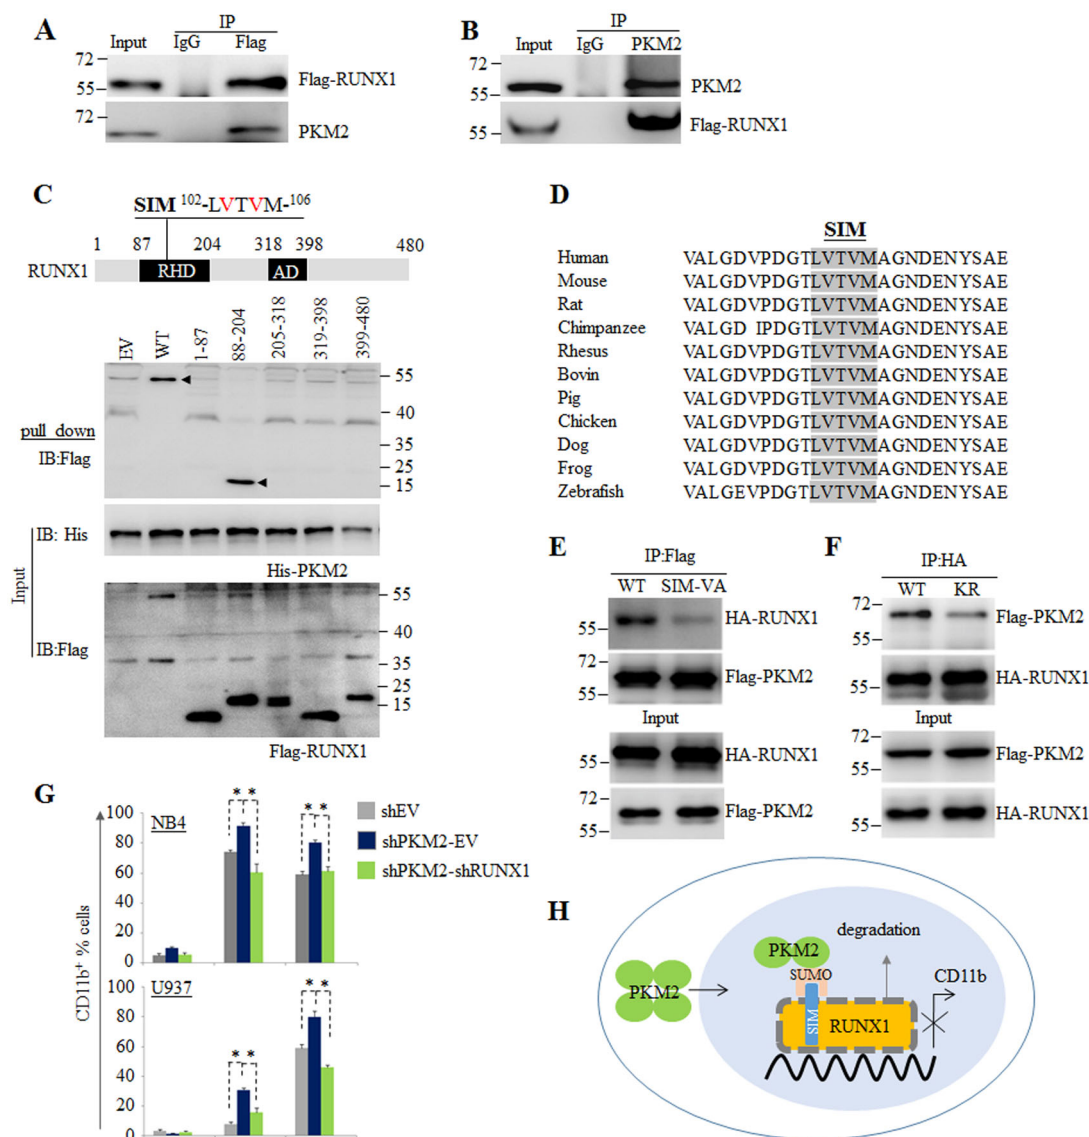 A
IP
Input IgG Flag
72
55
Flag-RUNX1
72
PKM2
B
IP
Input IgG PKM2
72
55
PKM2
55
Flag-RUNX1
C
SIM 102-LVTVM-106
1 87 204 318 398 480
RUNX1 RHD AD
EV WT 1-87 88-204 205-318 319-398 399-480
55
40
35
25
15
pull down
IB:Flag
Input
IB: His
His-PKM2
IB:Flag
55
40
35
25
15
Flag-RUNX1
D
SIM
Human VALGDVPDGTLVTVMAGNDENYSAE
Mouse VALGDVPDGTLVTVMAGNDENYSAE
Rat VALGDVPDGTLVTVMAGNDENYSAE
Chimpanzee VALGD IPDGTLVTVMAGNDENYSAE
Rhesus VALGDVPDGTLVTVMAGNDENYSAE
Bovin VALGDVPDGTLVTVMAGNDENYSAE
Pig VALGDVPDGTLVTVMAGNDENYSAE
Chicken VALGDVPDGTLVTVMAGNDENYSAE
Dog VALGDVPDGTLVTVMAGNDENYSAE
Frog VALGDVPDGTLVTVMAGNDENYSAE
Zebrafish VALGEVPDGTLVTVMAGNDENYSAE
E
IP:Flag
WT SIM-VA
55
HA-RUNX1
72
55
Flag-PKM2
Input
55
HA-RUNX1
72
55
Flag-PKM2
F
IP:HA
WT KR
72
55
Flag-PKM2
55
HA-RUNX1
Input
72
55
Flag-PKM2
55
HA-RUNX1
G
CD11b+ % cells
100
80
60
40
20
0
NB4
* *
* *
shEV
shPKM2-EV
shPKM2-shRUNX1
100
80
60
40
20
0
U937
* *
* *
H
PKM2
degradation
PKM2
SUMO
SIM
RUNX1
CD11b